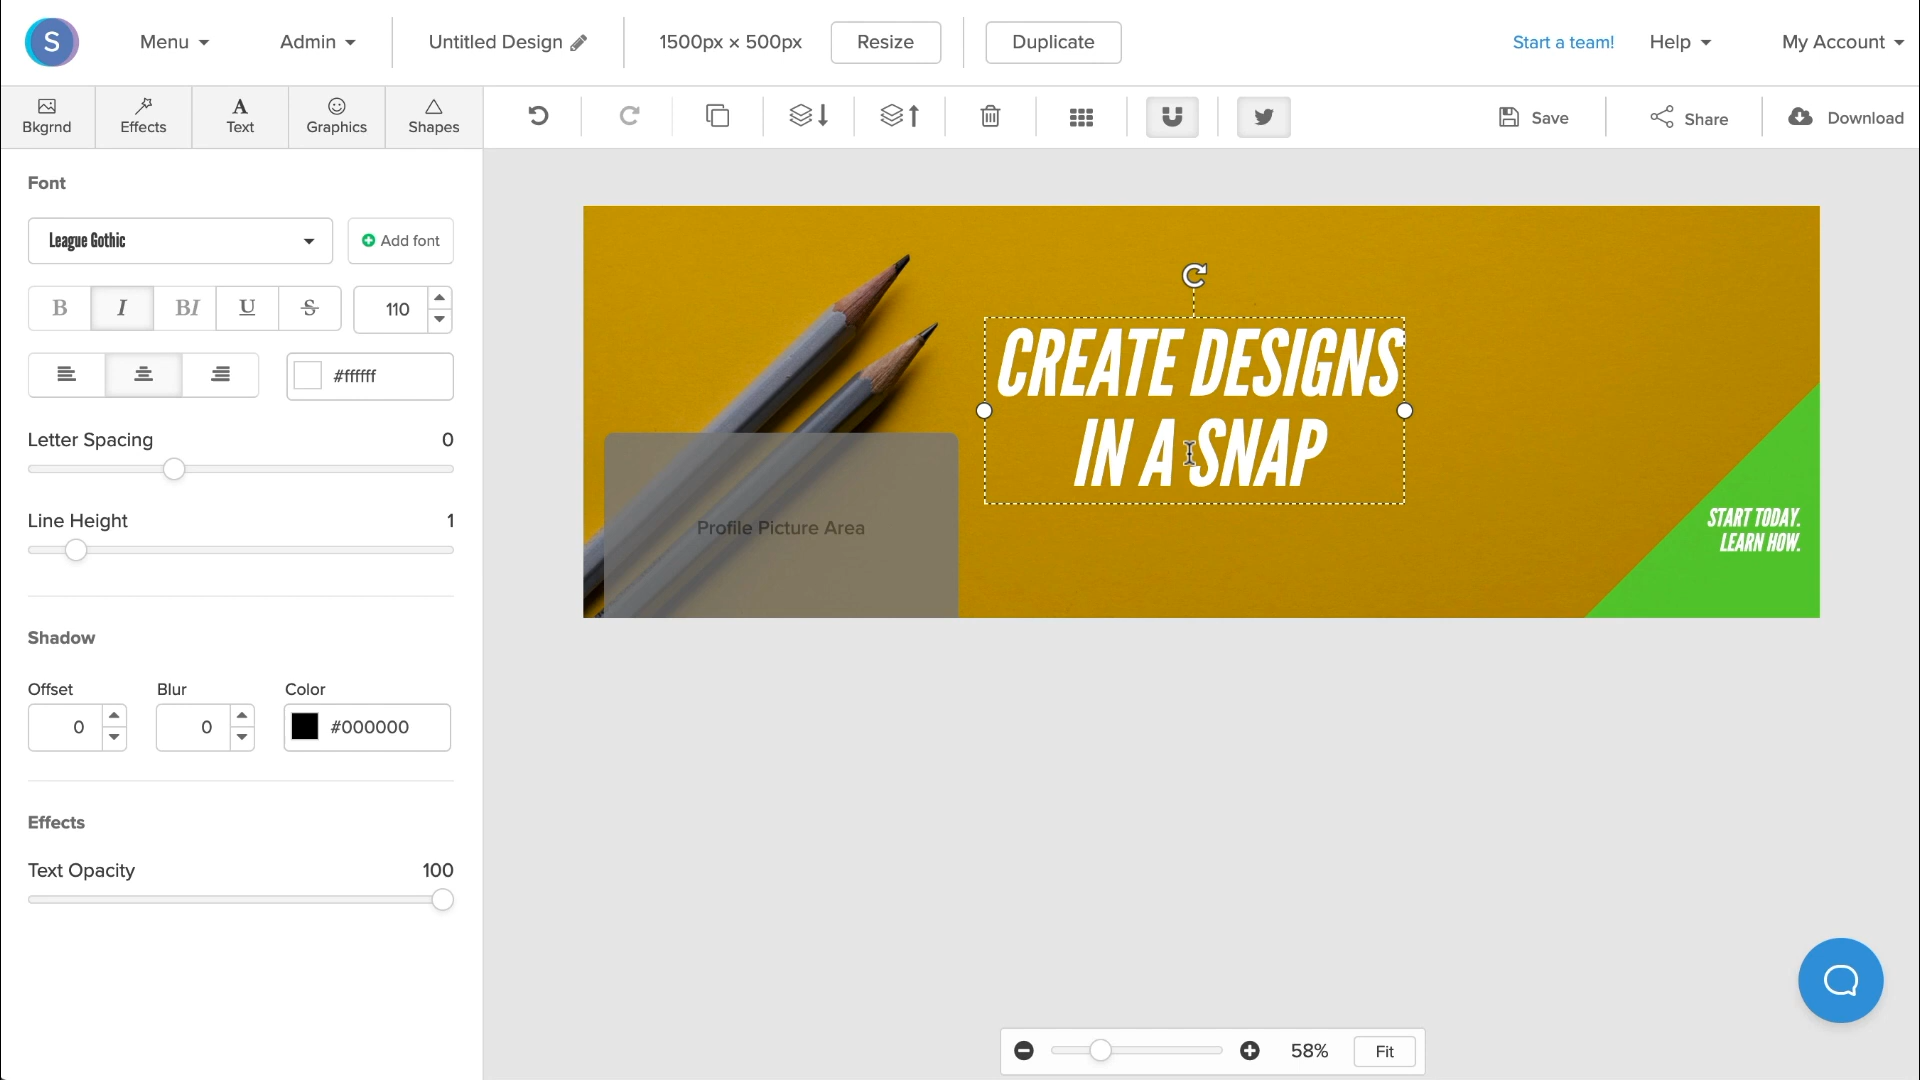 S
Menu
Admin
Untitled Design
1500px × 500px
Resize
Duplicate
Start a team!
Help
My Account
Bkgrnd
Effects
A
Text
Graphics
Shapes
Save
Share
Download
Font
League Gothic
Add font
B
I
BI
U
S
110
#ffffff
Letter Spacing
0
Line Height
1
Shadow
Offset
Blur
Color
0
0
#000000
Effects
Text Opacity
100
CREATE DESIGNS
IN A SNAP
Profile Picture Area
START TODAY.
LEARN HOW.
58%
Fit